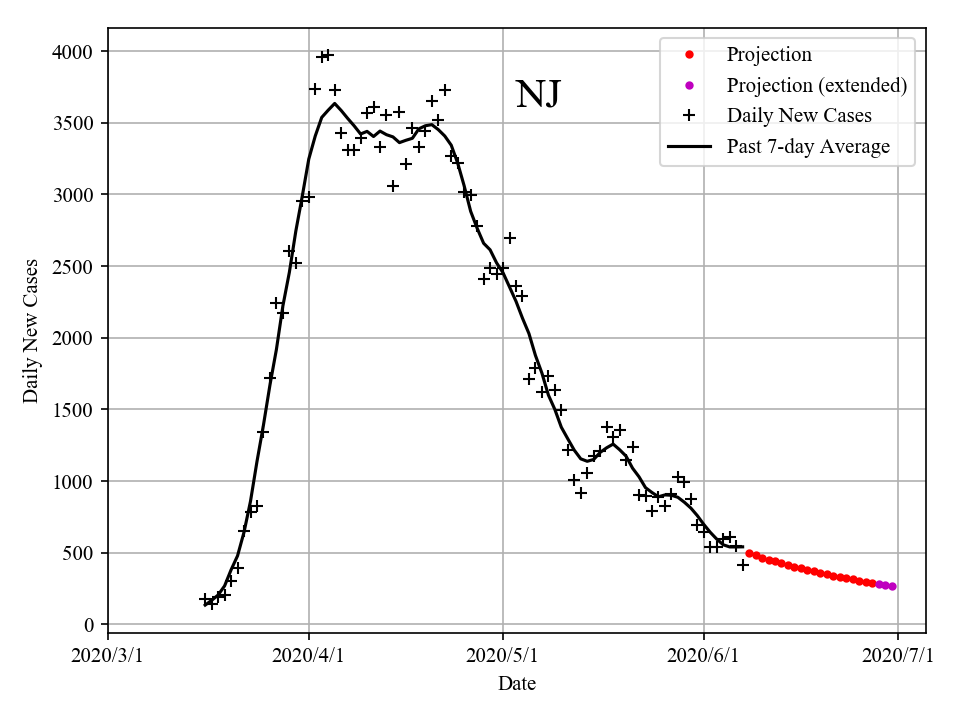 NJ
Projection
Projection (extended)
Daily New Cases
Past 7-day Average
Daily New Cases
4000
3500
3000
2500
2000
1500
1000
500
0
2020/3/1 2020/4/1 2020/5/1 2020/6/1 2020/7/1
Date